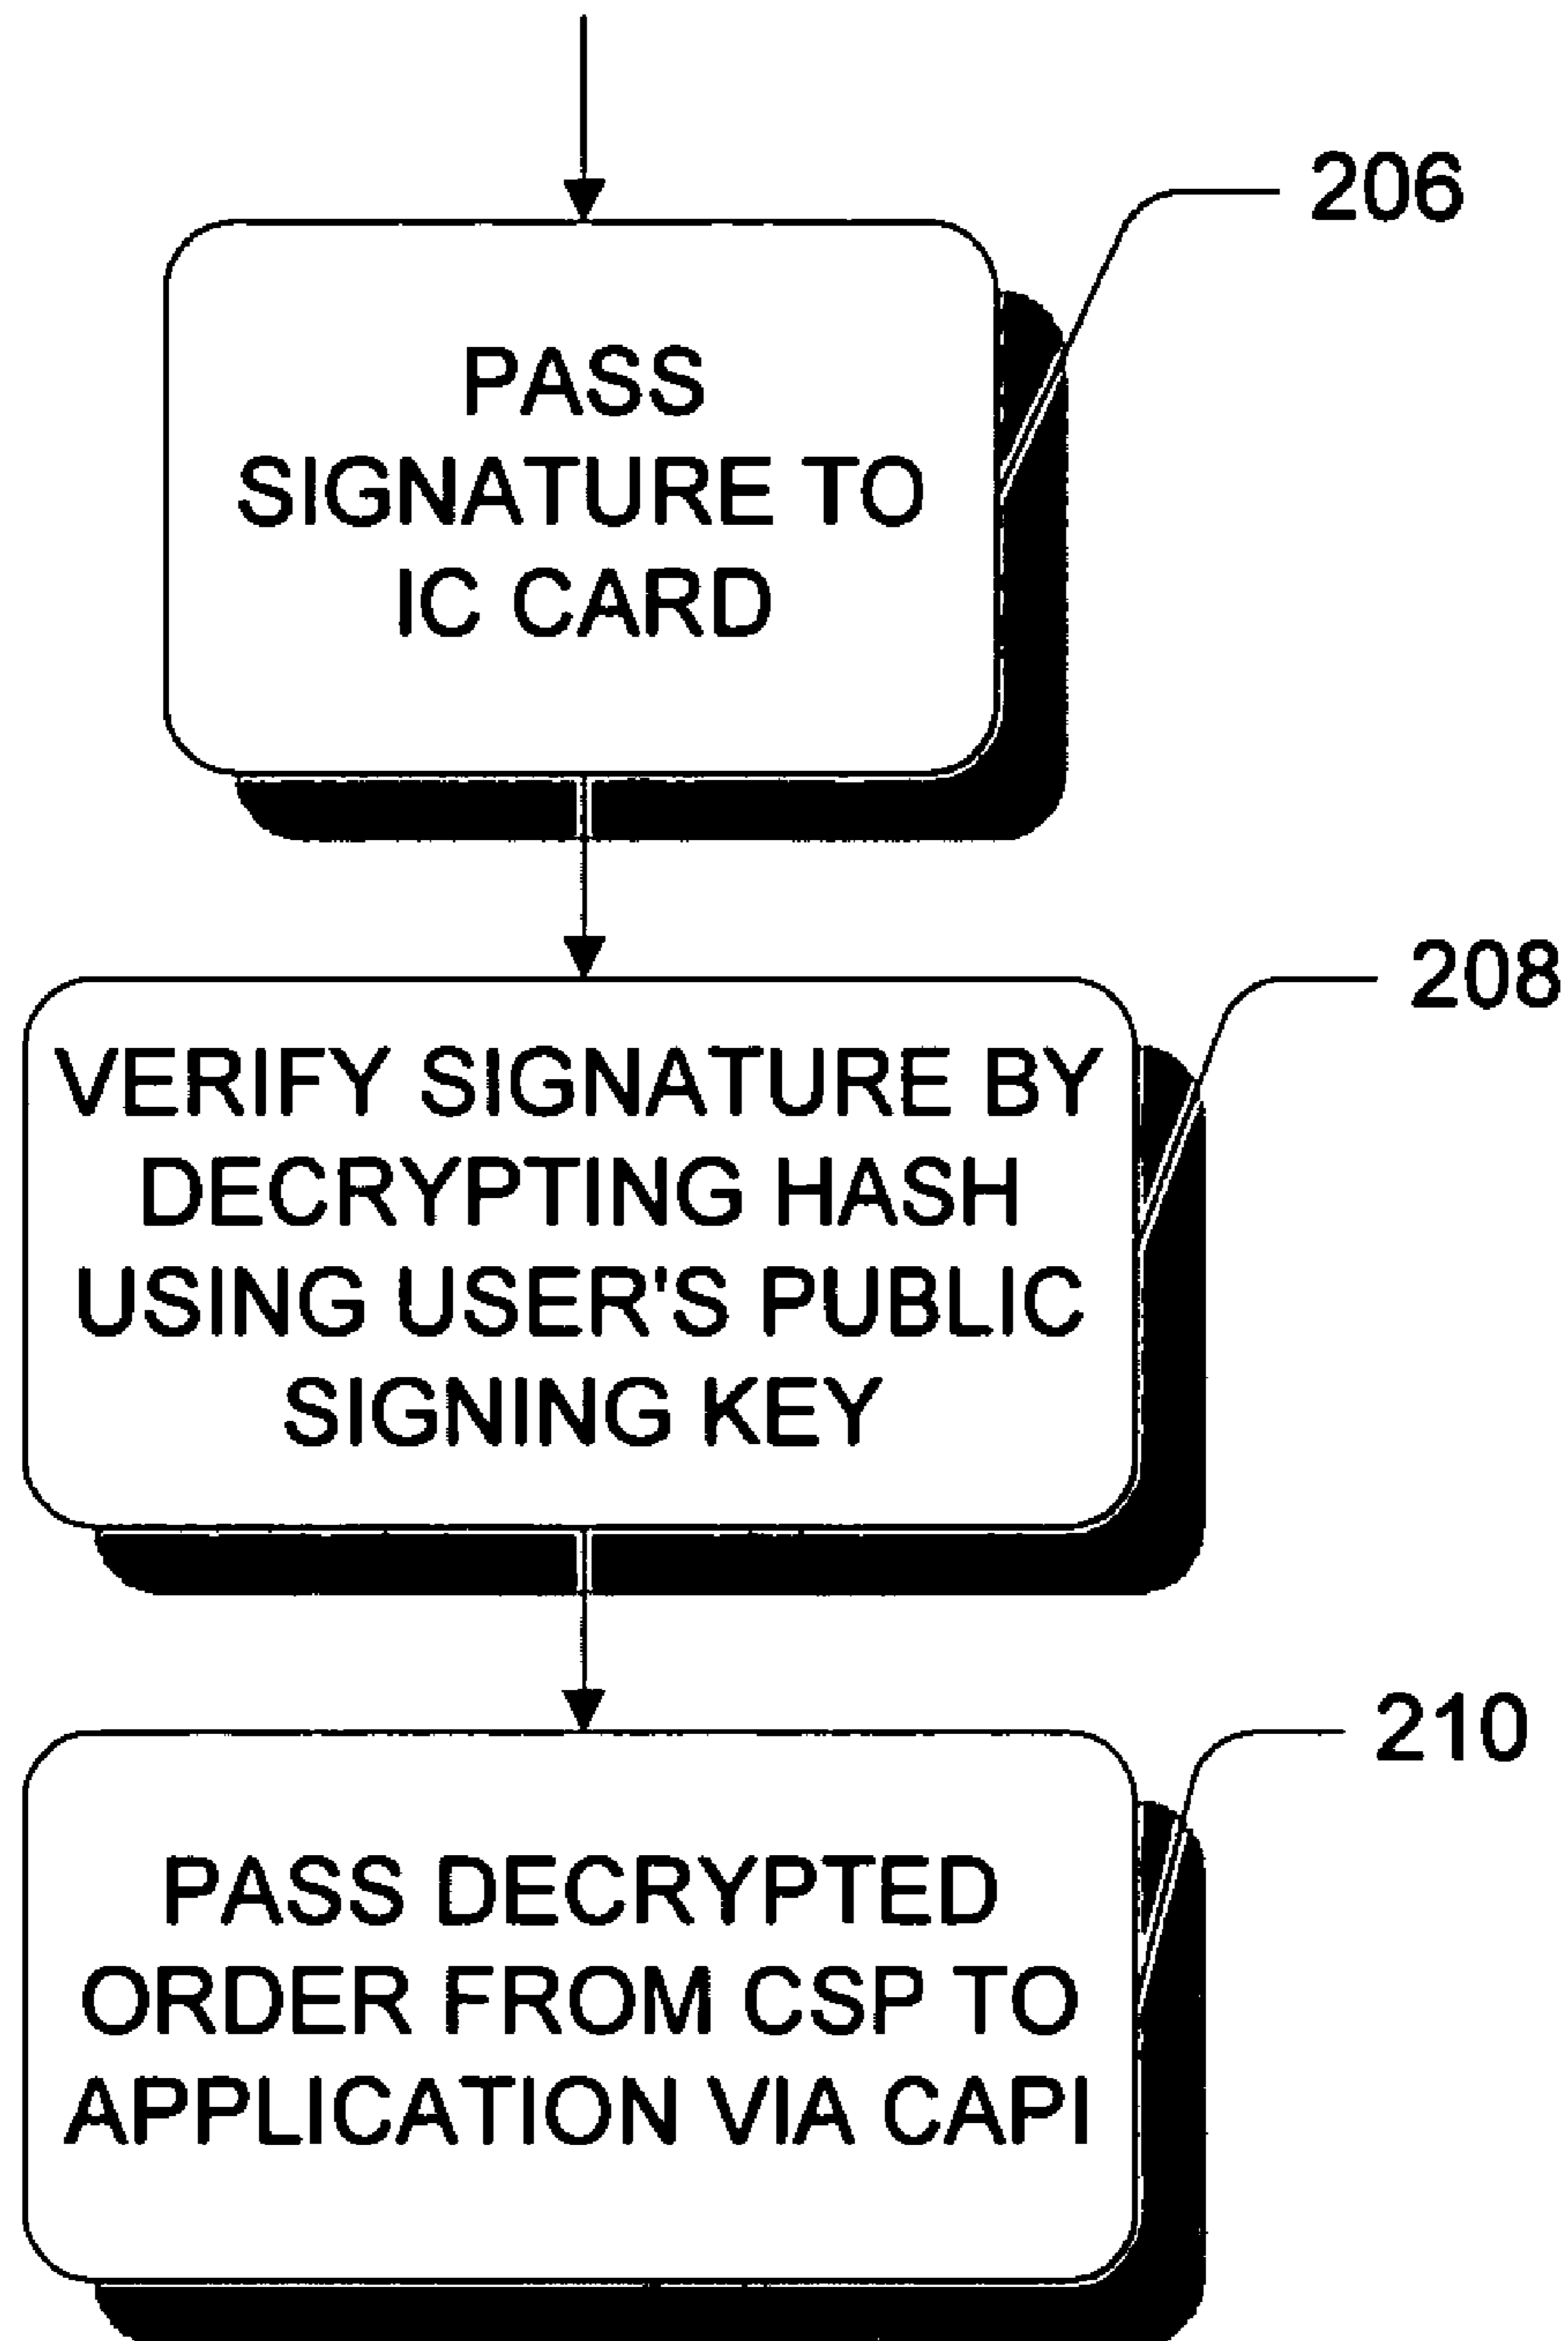 206
PASS
SIGNATURE TO
IC CARD
208
VERIFY SIGNATURE BY
DECRYPTING HASH
USING USER'S PUBLIC
SIGNING KEY
210
PASS DECRYPTED
ORDER FROM CSP TO
APPLICATION VIA CAPI